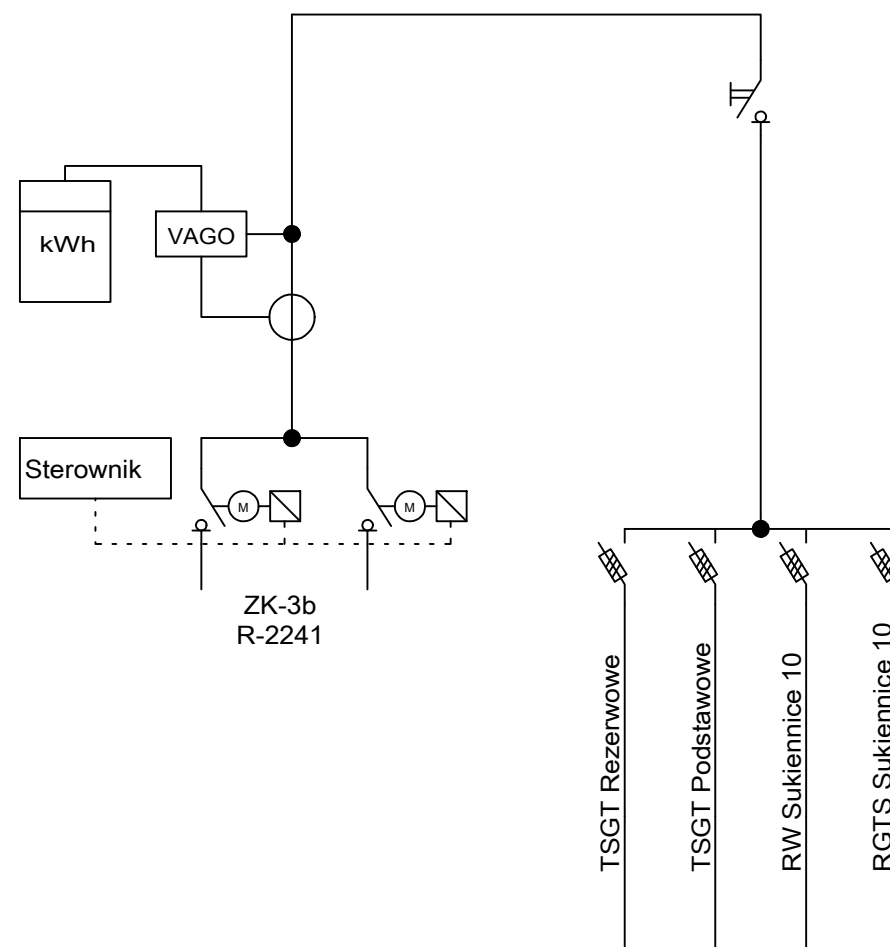 kWh
VAGO
Sterownik
M
M
ZK-3b
R-2241
TSGT Rezerwowe
TSGT Podstawowe
RW Sukiennice 10
RGTS Sukiennice 10